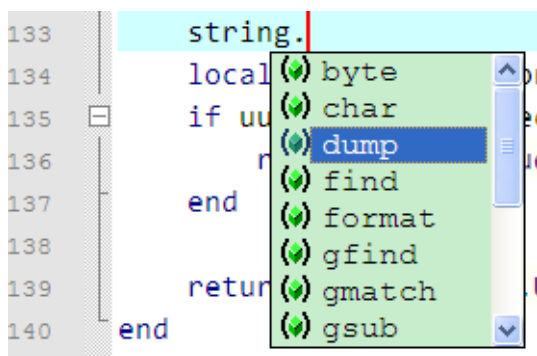 133 string.
134 local byte
135 if uu char
136 dump
137 end find
138 format
139 retur gfind
140 end gmatch
gsub